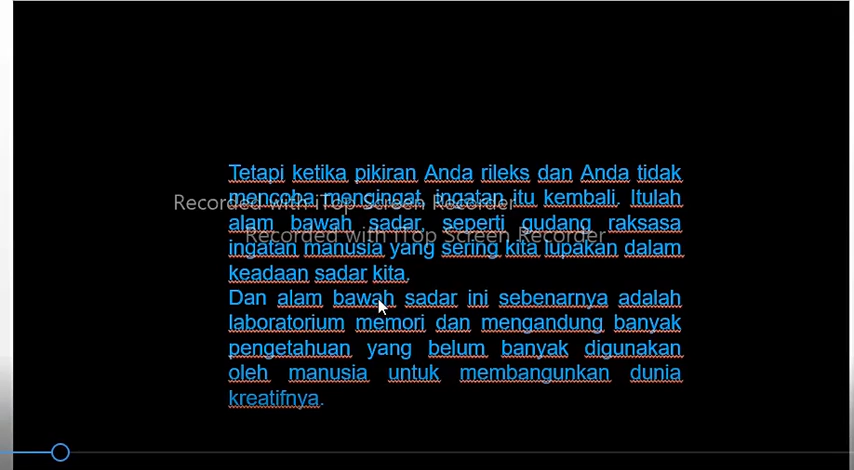 Tetapi ketika pikiran Anda rileks dan Anda tidak
mencoba mengingat, ingatan itu kembali. Itulah
Recorded with iTop Screen Recorder
alam bawah sadar, seperti gudang raksasa
Recorded with iTop Screen Recorder
ingatan manusia yang sering kita lupakan dalam
keadaan sadar kita.
Dan alam bawah sadar ini sebenarnya adalah
laboratorium memori dan mengandung banyak
pengetahuan yang belum banyak digunakan
oleh manusia untuk membangunkan dunia
kreatifnya.